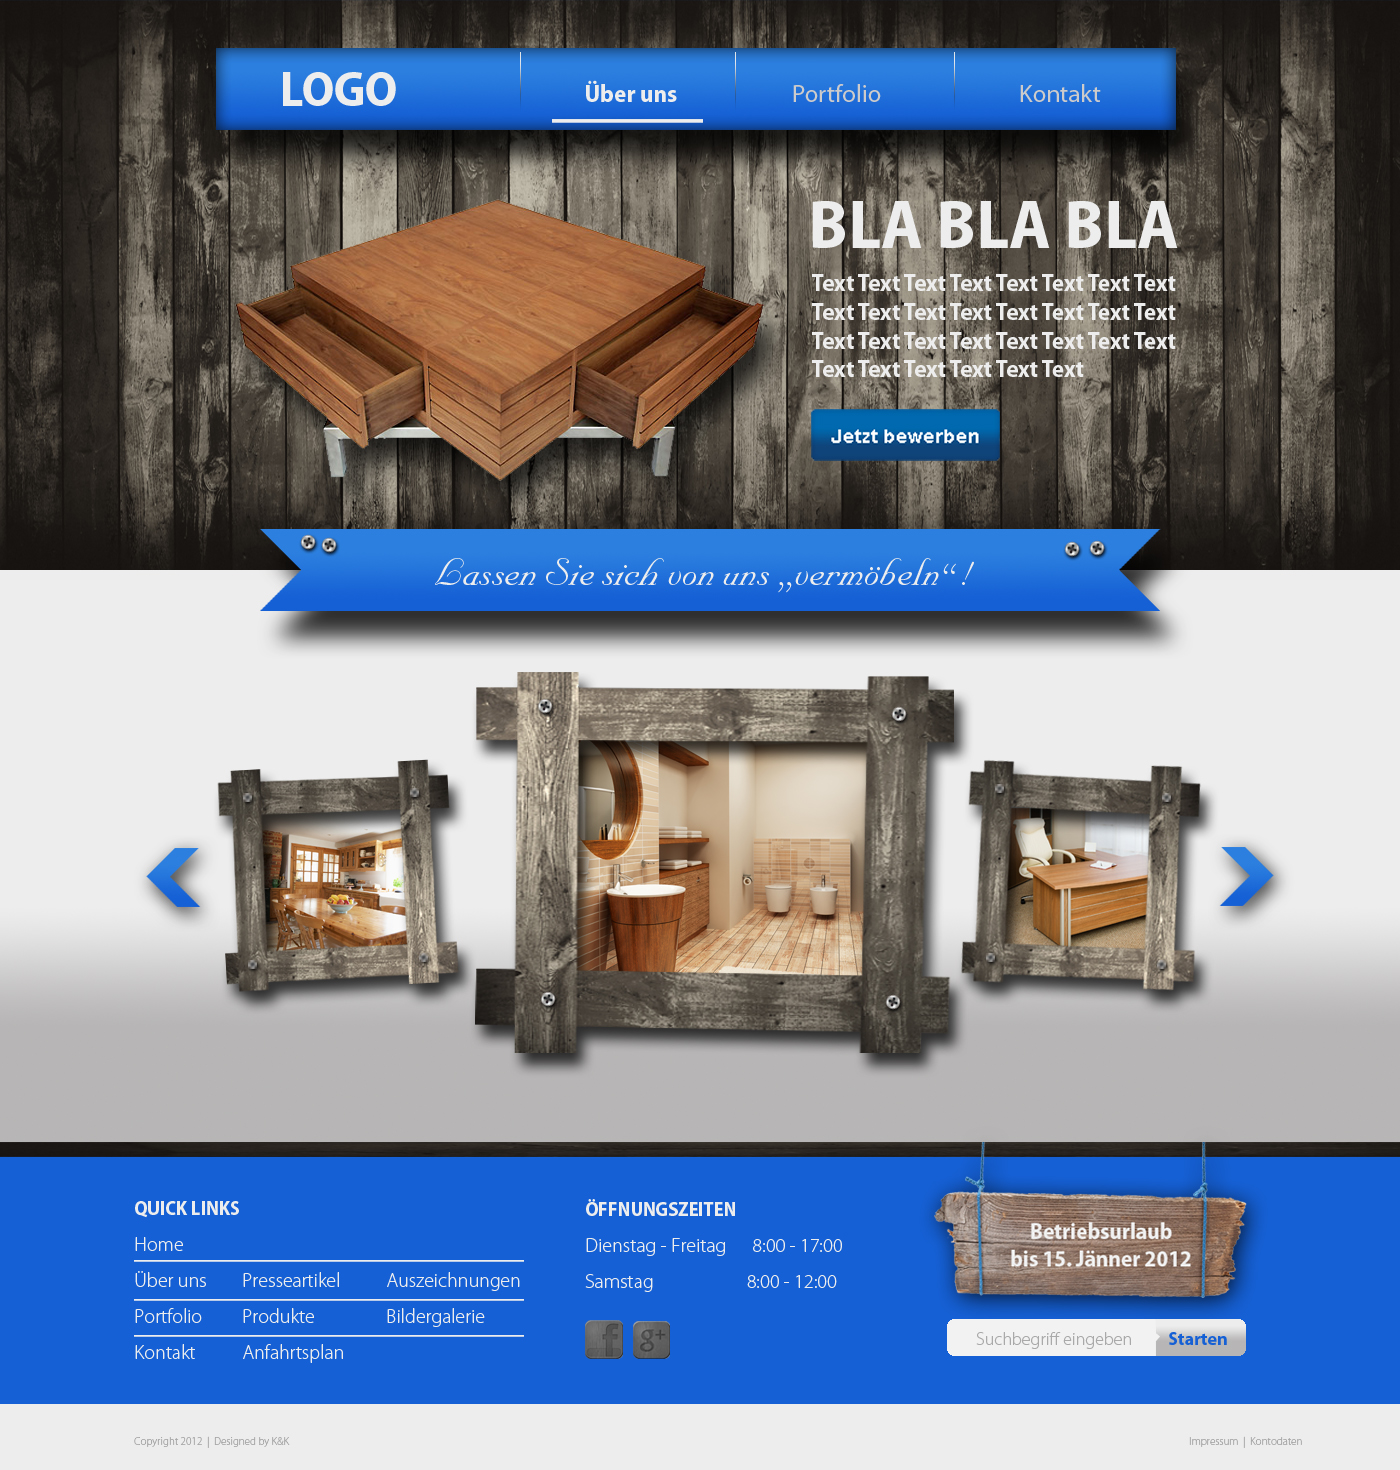 LOGO
Über uns
Portfolio
Kontakt
BLA BLA BLA
Text Text Text Text Text Text Text Text
Text Text Text Text Text Text Text Text
Text Text Text Text Text Text Text Text
Text Text Text Text Text Text
Jetzt bewerben
Lassen Sie sich von uns „vermöbeln“ !
QUICK LINKS
Home
Über uns Presseartikel Auszeichnungen
Portfolio Produkte Bildergalerie
Kontakt Anfahrtsplan
ÖFFNUNGSZEITEN
Dienstag - Freitag 8:00 - 17:00
Samstag 8:00 - 12:00
f
g+
Betriebsurlaub
bis 15. Jänner 2012
Suchbegriff eingeben
Starten
Copyright 2012 | Designed by K&K
Impressum | Kontodaten